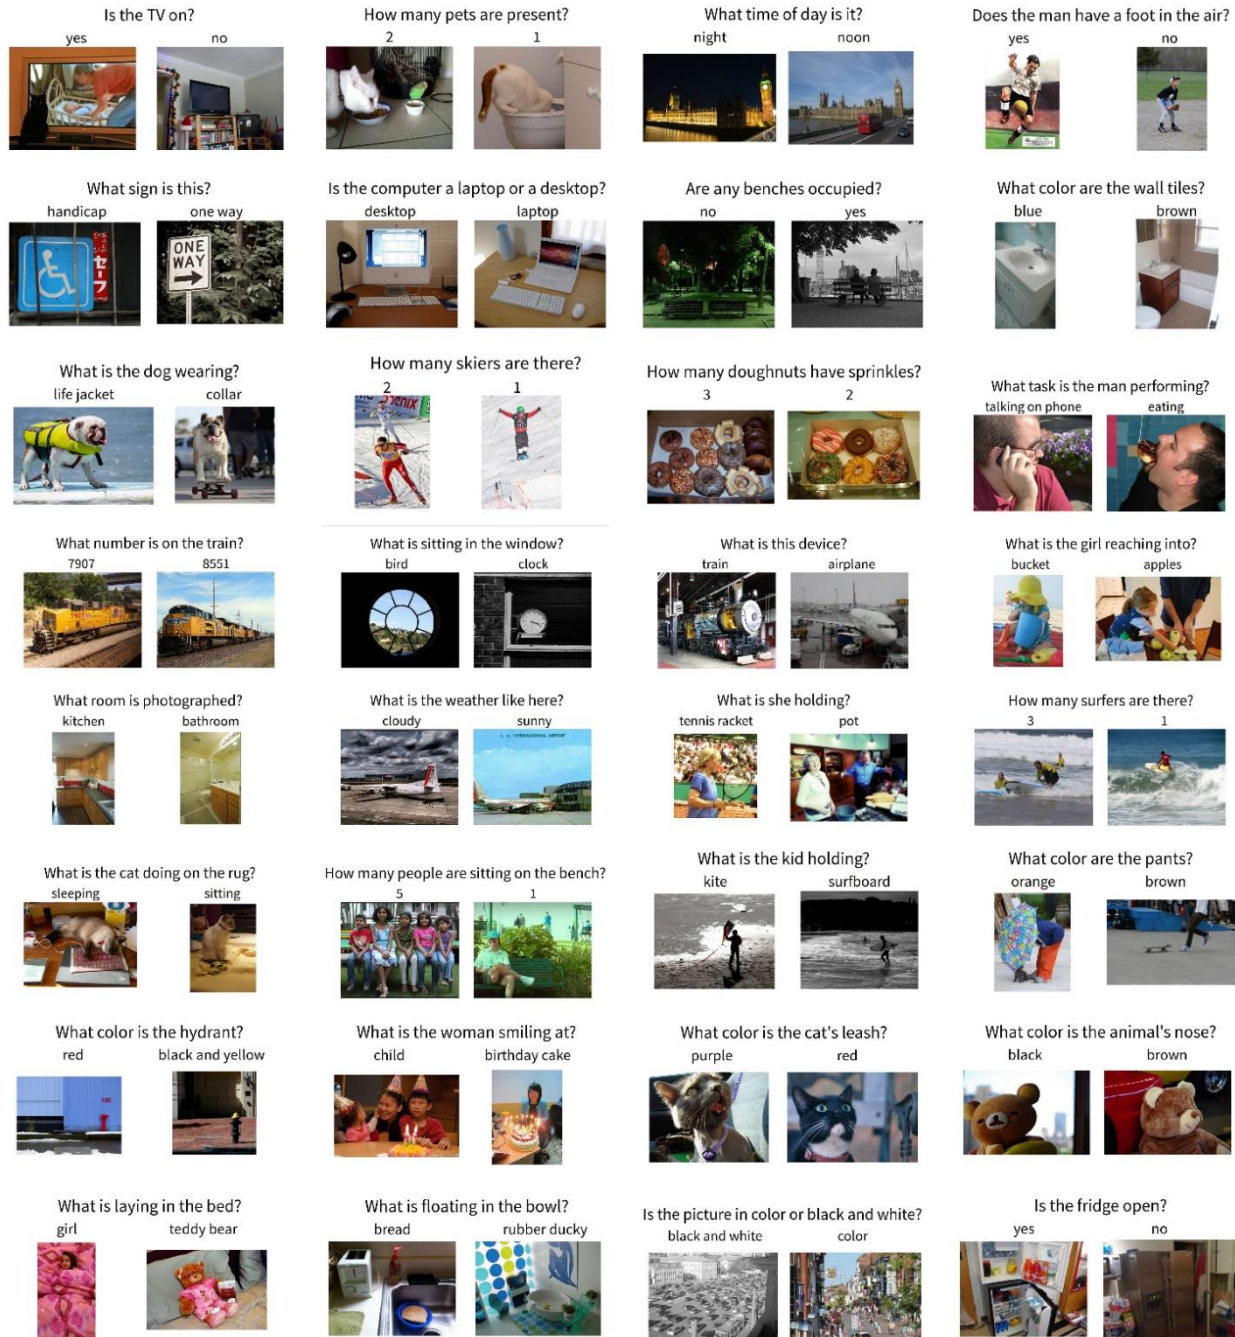 Is the TV on?
yes no
How many pets are present?
2 1
What time of day is it?
night noon
Does the man have a foot in the air?
yes no
What sign is this?
handicap one way
セーフ
ONE
WAY
Is the computer a laptop or a desktop?
desktop laptop
Are any benches occupied?
no yes
What color are the wall tiles?
blue brown
What is the dog wearing?
life jacket collar
How many skiers are there?
2 1
How many doughnuts have sprinkles?
3 2
What task is the man performing?
talking on phone eating
What number is on the train?
7907 8551
What is sitting in the window?
bird clock
What is this device?
train airplane
What is the girl reaching into?
bucket apples
What room is photographed?
kitchen bathroom
What is the weather like here?
cloudy sunny
What is she holding?
tennis racket pot
How many surfers are there?
3 1
What is the cat doing on the rug?
sleeping sitting
How many people are sitting on the bench?
5 1
What is the kid holding?
kite surfboard
What color are the pants?
orange brown
What color is the hydrant?
red black and yellow
What is the woman smiling at?
child birthday cake
What color is the cat's leash?
purple red
What color is the animal's nose?
black brown
What is laying in the bed?
girl teddy bear
What is floating in the bowl?
bread rubber ducky
Is the picture in color or black and white?
black and white color
Is the fridge open?
yes no